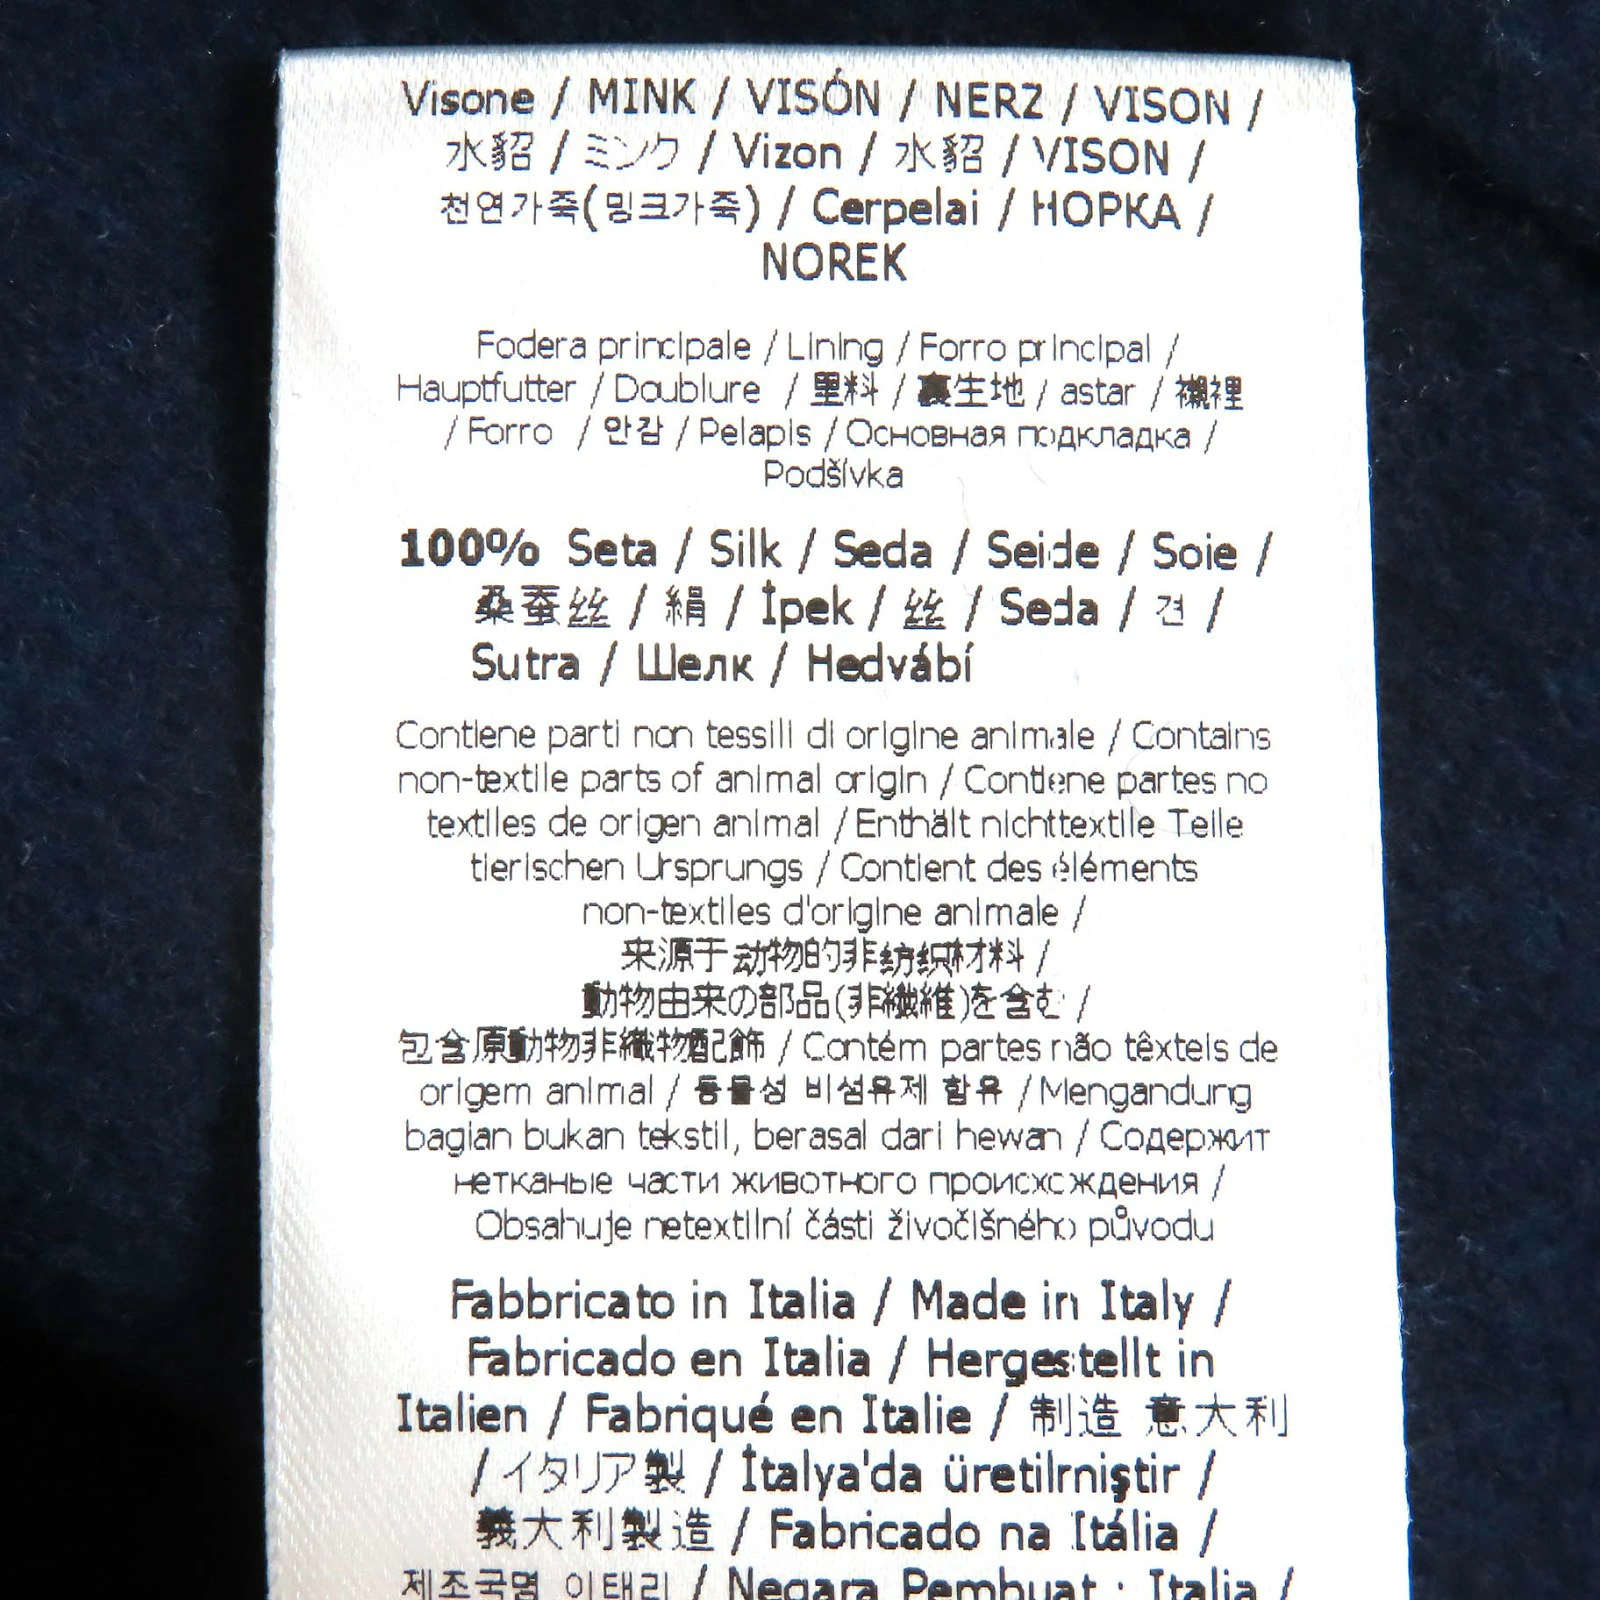 Visone / MINK / VISÓN / NERZ / VISON /
水貂 / ミンク / Vizon / 水貂 / VISON /
천연가죽(밍크가죽) / Cerpelai / НОРКА /
NOREK
Fodera principale / Lining / Forro principal /
Hauptfutter / Doublure / 里料 / 裏生地 / astar / 襯裡
/ Forro / 안감 / Pelapis / Основная подкладка /
Podšívka
100% Seta / Silk / Seda / Seide / Soie /
桑蚕丝 / 絹 / İpek / 丝 / Seda / 견 /
Sutra / Шелк / Hedvábí
Contiene parti non tessili di origine animale / Contains
non-textile parts of animal origin / Contiene partes no
textiles de origen animal / Enthält nichttextile Teile
tierischen Ursprungs / Contient des éléments
non-textiles d'origine animale /
来源于动物的非纺织材料 /
動物由来の部品(非繊維)を含む /
包含原動物非織物配飾 / Contém partes não têxteis de
origem animal / 동물성 비섬유제 함유 / Mengandung
bagian bukan tekstil, berasal dari hewan / Содержит
нетканые части животного происхождения /
Obsahuje netextilní části živočišného původu
Fabbricato in Italia / Made in Italy /
Fabricado en Italia / Hergestellt in
Italien / Fabriqué en Italie / 制造 意大利
/ イタリア製 / İtalya'da üretilmiştir /
義大利製造 / Fabricado na Itália /
제조국명 이태리 / Negara Pembuat : Italia /